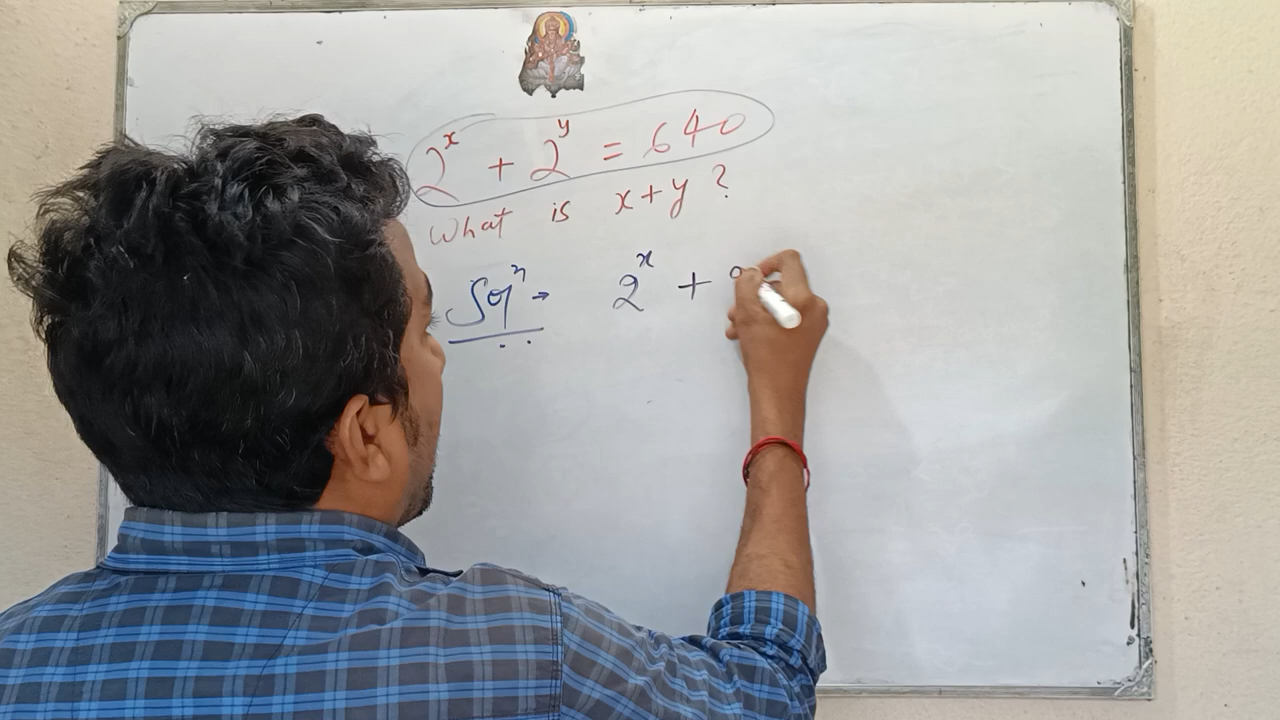 2^x + 2^y = 640
What is x+y ?
Solⁿ → 2^x +